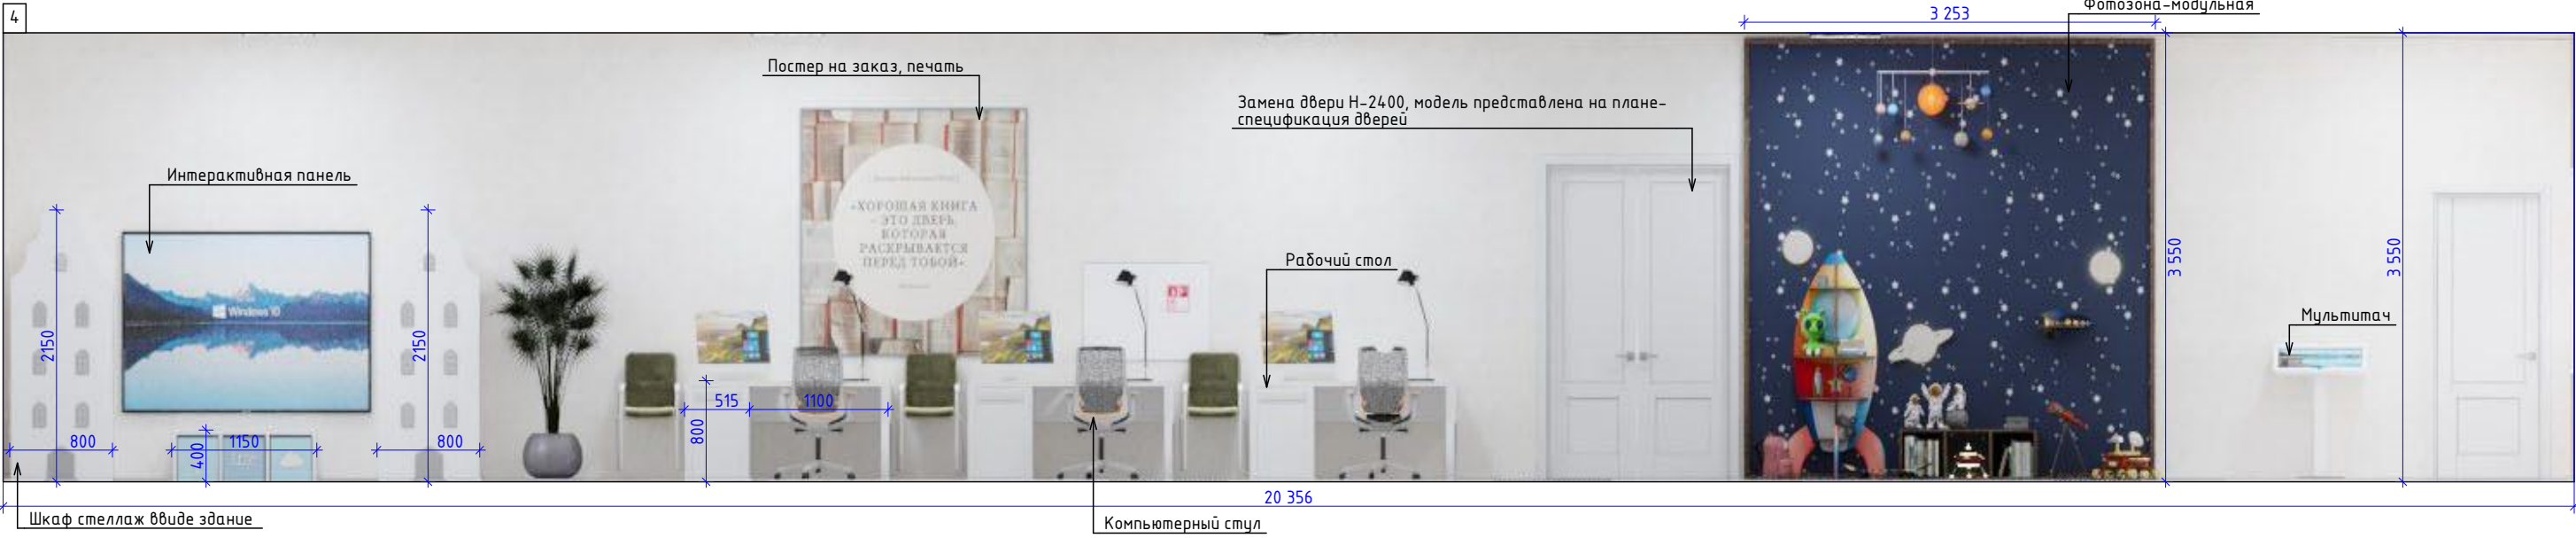 4
3 253
Фотозона-модульная
Постер на заказ, печать
Замена двери Н-2400, модель представлена на плане-
спецификация дверей
Интерактивная панель
«ХОРОШАЯ КНИГА
- ЭТО ДВЕРЬ,
КОТОРАЯ
РАСКРЫВАЕТСЯ
ПЕРЕД ТОБОЙ»
Рабочий стол
3 550
3 550
Windows 10
Мультитач
2150
2150
515
1100
800
800
400
1150
800
20 356
Шкаф стеллаж ввиде здание
Компьютерный стул